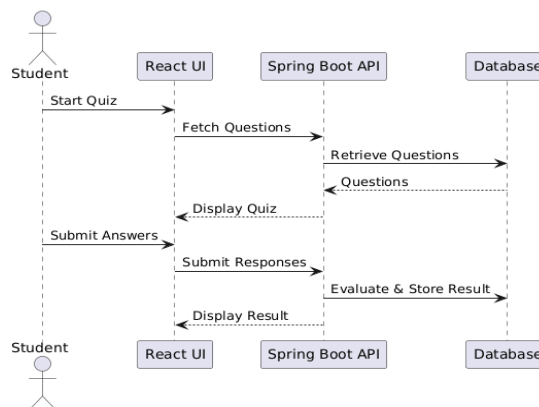 Student
React UI
Spring Boot API
Database
Start Quiz
Fetch Questions
Retrieve Questions
Questions
Display Quiz
Submit Answers
Submit Responses
Evaluate & Store Result
Display Result
Student
React UI
Spring Boot API
Database